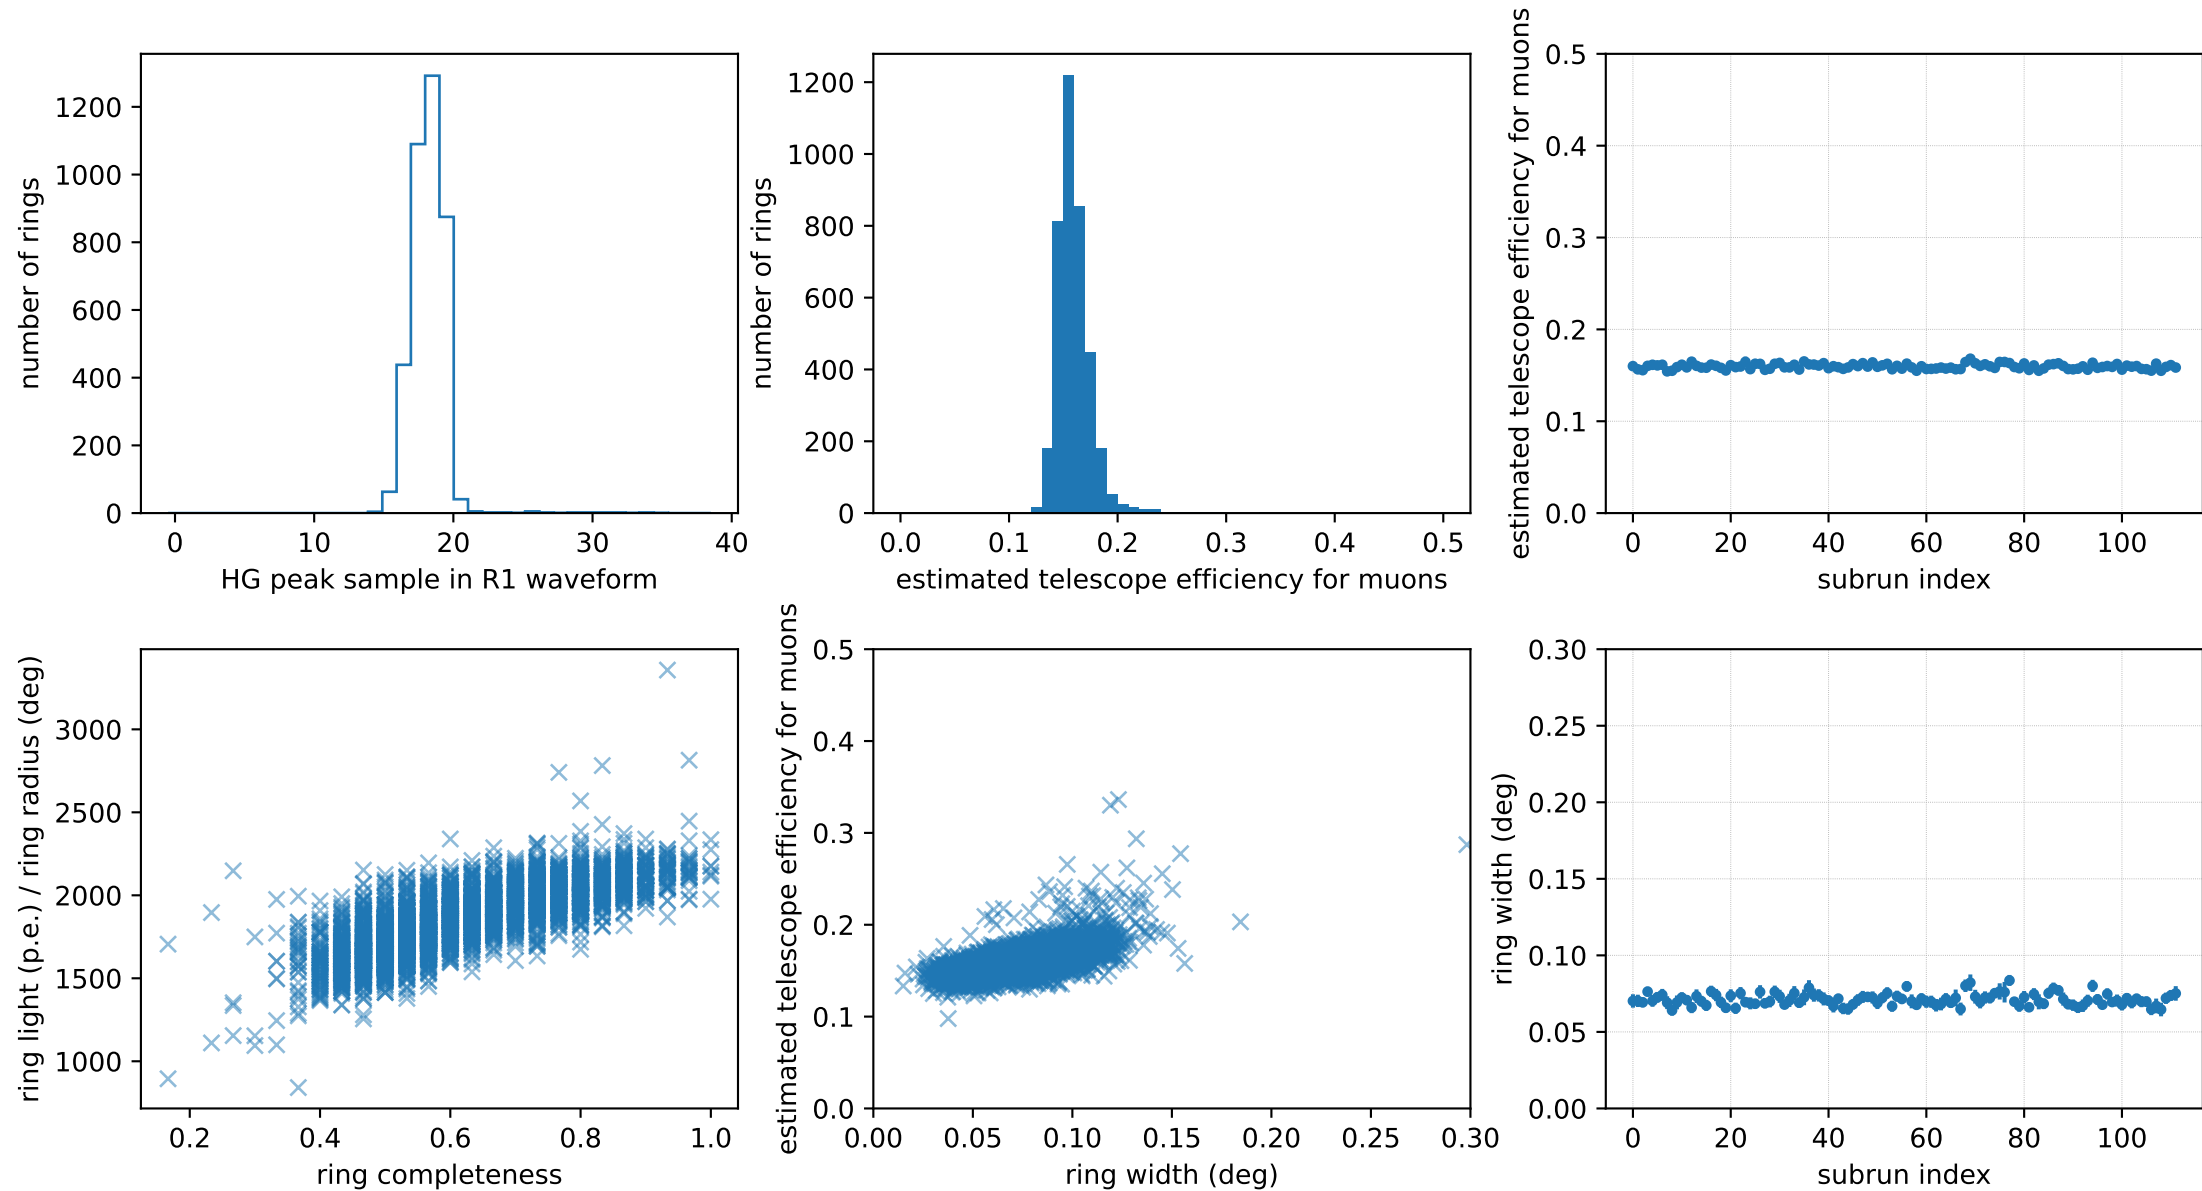 number of rings
1200
1000
800
600
400
200
0
0 10 20 30 40
HG peak sample in R1 waveform
number of rings
1200
1000
800
600
400
200
0
0.0 0.1 0.2 0.3 0.4 0.5
estimated telescope efficiency for muons
estimated telescope efficiency for muons
0.5
0.4
0.3
0.2
0.1
0.0
0 20 40 60 80 100
subrun index
ring light (p.e.) / ring radius (deg)
3000
2500
2000
1500
1000
0.2 0.4 0.6 0.8 1.0
ring completeness
estimated telescope efficiency for muons
0.5
0.4
0.3
0.2
0.1
0.0
0.00 0.05 0.10 0.15 0.20 0.25 0.30
ring width (deg)
ring width (deg)
0.30
0.25
0.20
0.15
0.10
0.05
0.00
0 20 40 60 80 100
subrun index